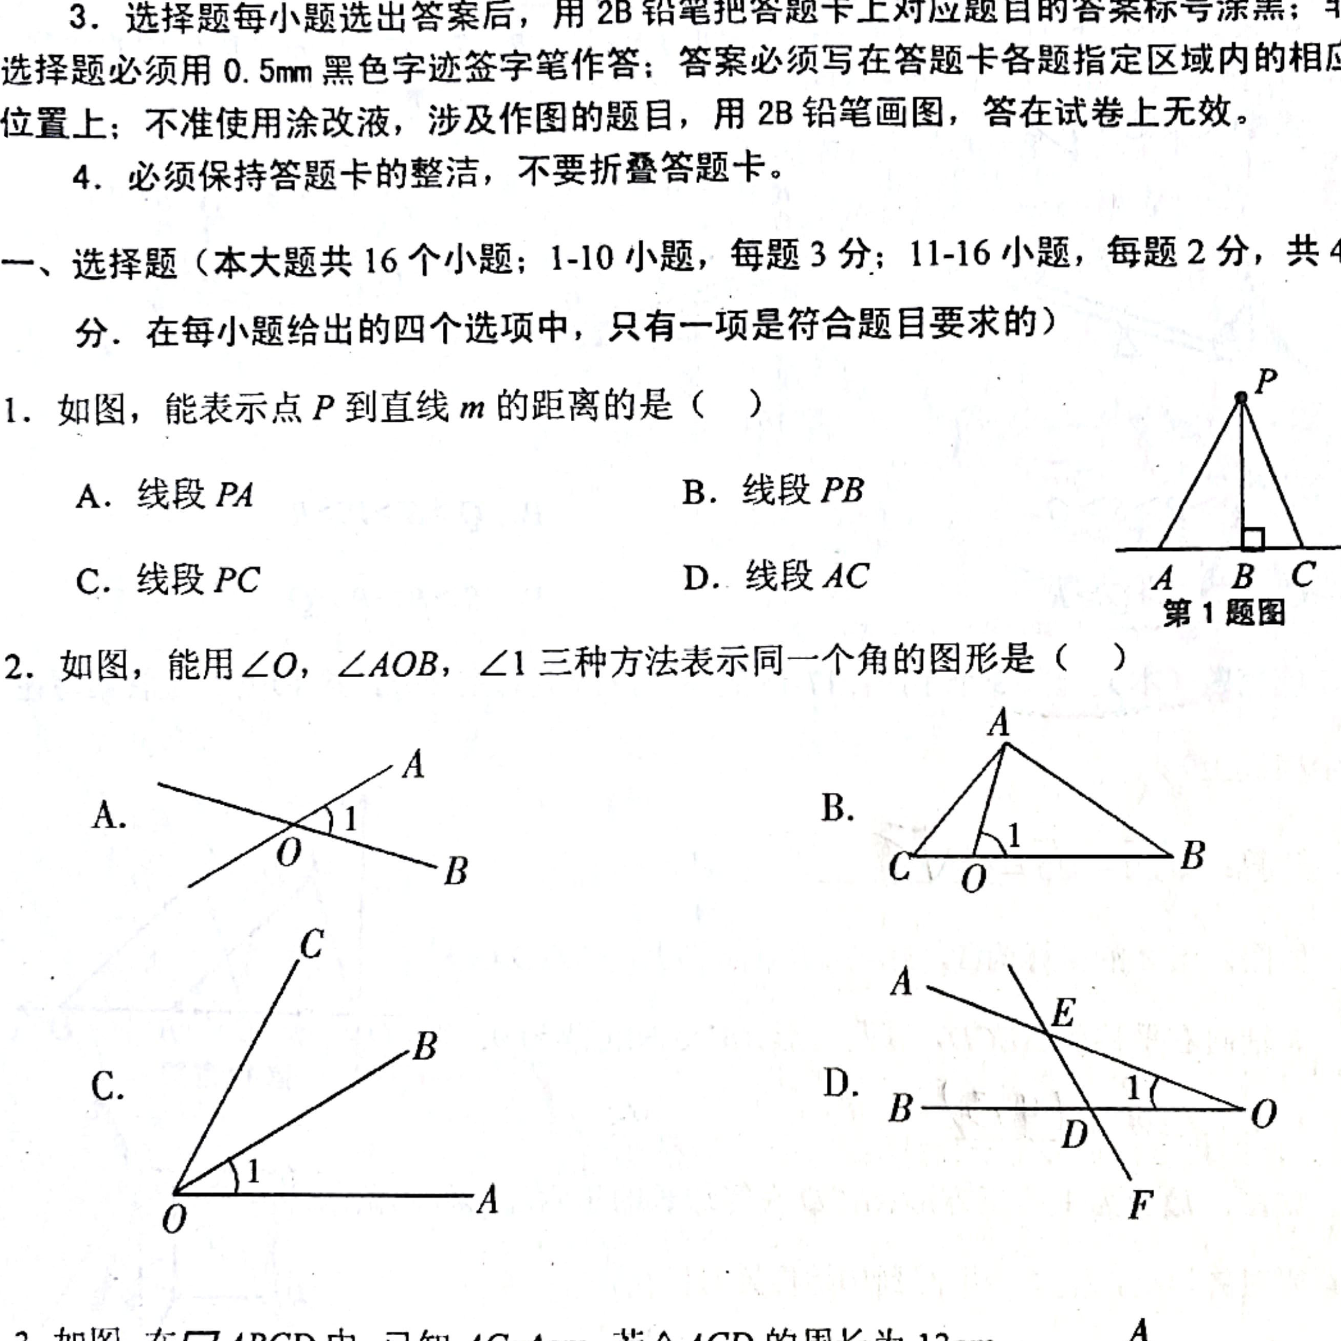 3．选择题每小题选出答案后，用 2B 铅笔把答题卡上对应题目的答案标号涂黑；
选择题必须用 0.5mm 黑色字迹签字笔作答；答案必须写在答题卡各题指定区域内的相应
位置上；不准使用涂改液，涉及作图的题目，用 2B 铅笔画图，答在试卷上无效。
4．必须保持答题卡的整洁，不要折叠答题卡。
一、选择题（本大题共 16 个小题；1-10 小题，每题 3 分；11-16 小题，每题 2 分，共 4
分．在每小题给出的四个选项中，只有一项是符合题目要求的）
1．如图，能表示点 P 到直线 m 的距离的是（ ）
A．线段 PA
B．线段 PB
C．线段 PC
D．线段 AC
P
A B C
第 1 题图
2．如图，能用∠O，∠AOB，∠1 三种方法表示同一个角的图形是（ ）
A.
A
1
O
B
B.
A
1
C O B
C.
C
B
1
O
A
D.
A
E
1
B
D
O
F
3．如图，在▱ABCD 中，已知 AC=4cm，若△ACD 的周长为 13cm
A